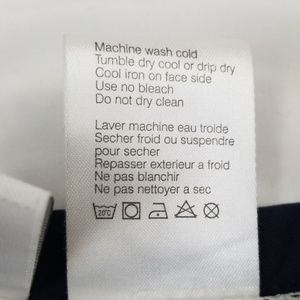 Machine wash cold
Tumble dry cool or drip dry
Cool iron on face side
Use no bleach
Do not dry clean
Laver machine eau troide
Secher froid ou suspendre
pour secher
Repasser exterieur a froid
Ne pas blanchir
Ne pas nettoyer a sec
20°C